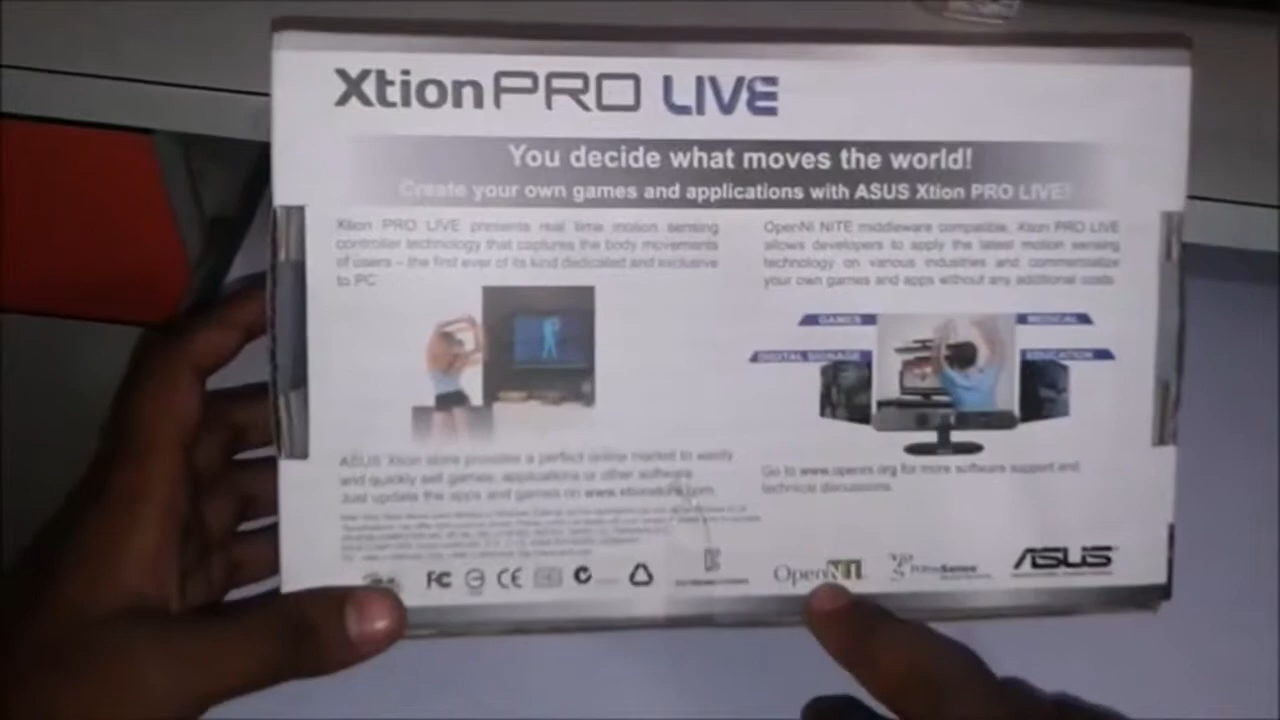 Xtion PRO LIVE
You decide what moves the world!
Create your own games and applications with ASUS Xtion PRO LIVE!
Xtion PRO LIVE presents real time motion sensing
controller technology that captures the body movements
of users – the first ever of its kind dedicated and exclusive
to PC
OpenNI NITE middleware compatible, Xtion PRO LIVE
allows developers to apply the latest motion sensing
technology on various industries and commercialize
your own games and apps without any additional costs
GAMES
MEDICAL
DIGITAL SIGNAGE
EDUCATION
ASUS Xtion store provides a perfect online market to easily
and quickly sell games, applications or other software.
Just update the apps and games on www.xtionstore.com.
Go to www.openni.org for more software support and
technical discussions.
FC CE
OpenNI
PrimeSense
ASUS